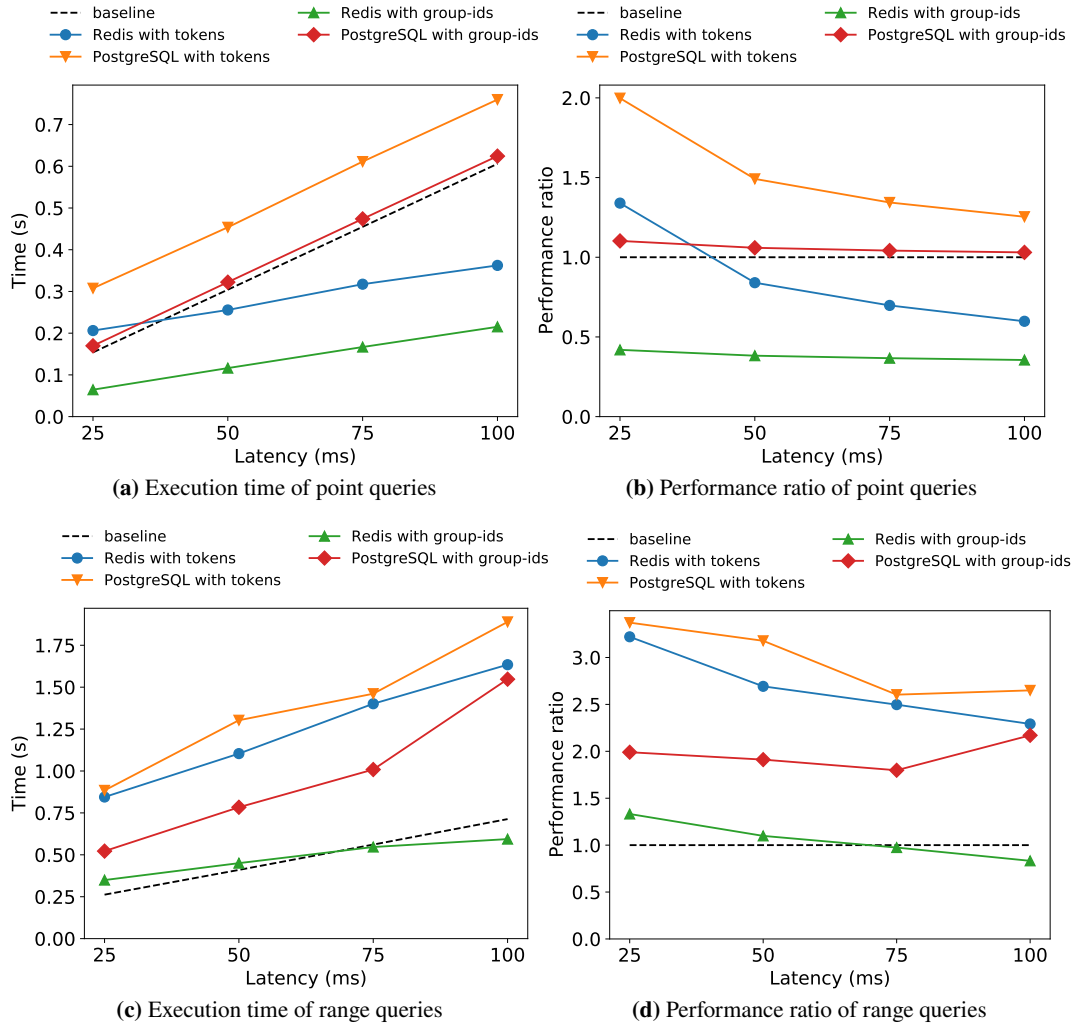 baseline
Redis with tokens
PostgreSQL with tokens
Redis with group-ids
PostgreSQL with group-ids
0.7
0.6
0.5
0.4
0.3
0.2
0.1
0.0
Time (s)
25 50 75 100
Latency (ms)
(a) Execution time of point queries
baseline
Redis with tokens
PostgreSQL with tokens
Redis with group-ids
PostgreSQL with group-ids
2.0
1.5
1.0
0.5
0.0
Performance ratio
25 50 75 100
Latency (ms)
(b) Performance ratio of point queries
baseline
Redis with tokens
PostgreSQL with tokens
Redis with group-ids
PostgreSQL with group-ids
1.75
1.50
1.25
1.00
0.75
0.50
0.25
0.00
Time (s)
25 50 75 100
Latency (ms)
(c) Execution time of range queries
baseline
Redis with tokens
PostgreSQL with tokens
Redis with group-ids
PostgreSQL with group-ids
3.0
2.5
2.0
1.5
1.0
0.5
0.0
Performance ratio
25 50 75 100
Latency (ms)
(d) Performance ratio of range queries